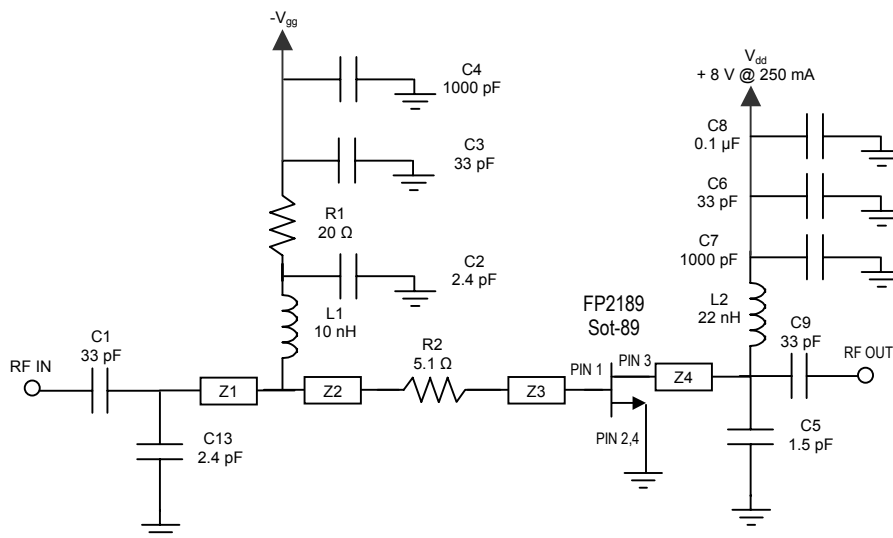 -Vgg
C4
1000 pF
C3
33 pF
R1
20 Ω
C2
2.4 pF
L1
10 nH
C1
33 pF
RF IN
Z1
Z2
R2
5.1 Ω
Z3
C13
2.4 pF
FP2189
Sot-89
PIN 1
PIN 3
PIN 2,4
Z4
Vdd
+ 8 V @ 250 mA
C8
0.1 µF
C6
33 pF
C7
1000 pF
L2
22 nH
C9
33 pF
RF OUT
C5
1.5 pF